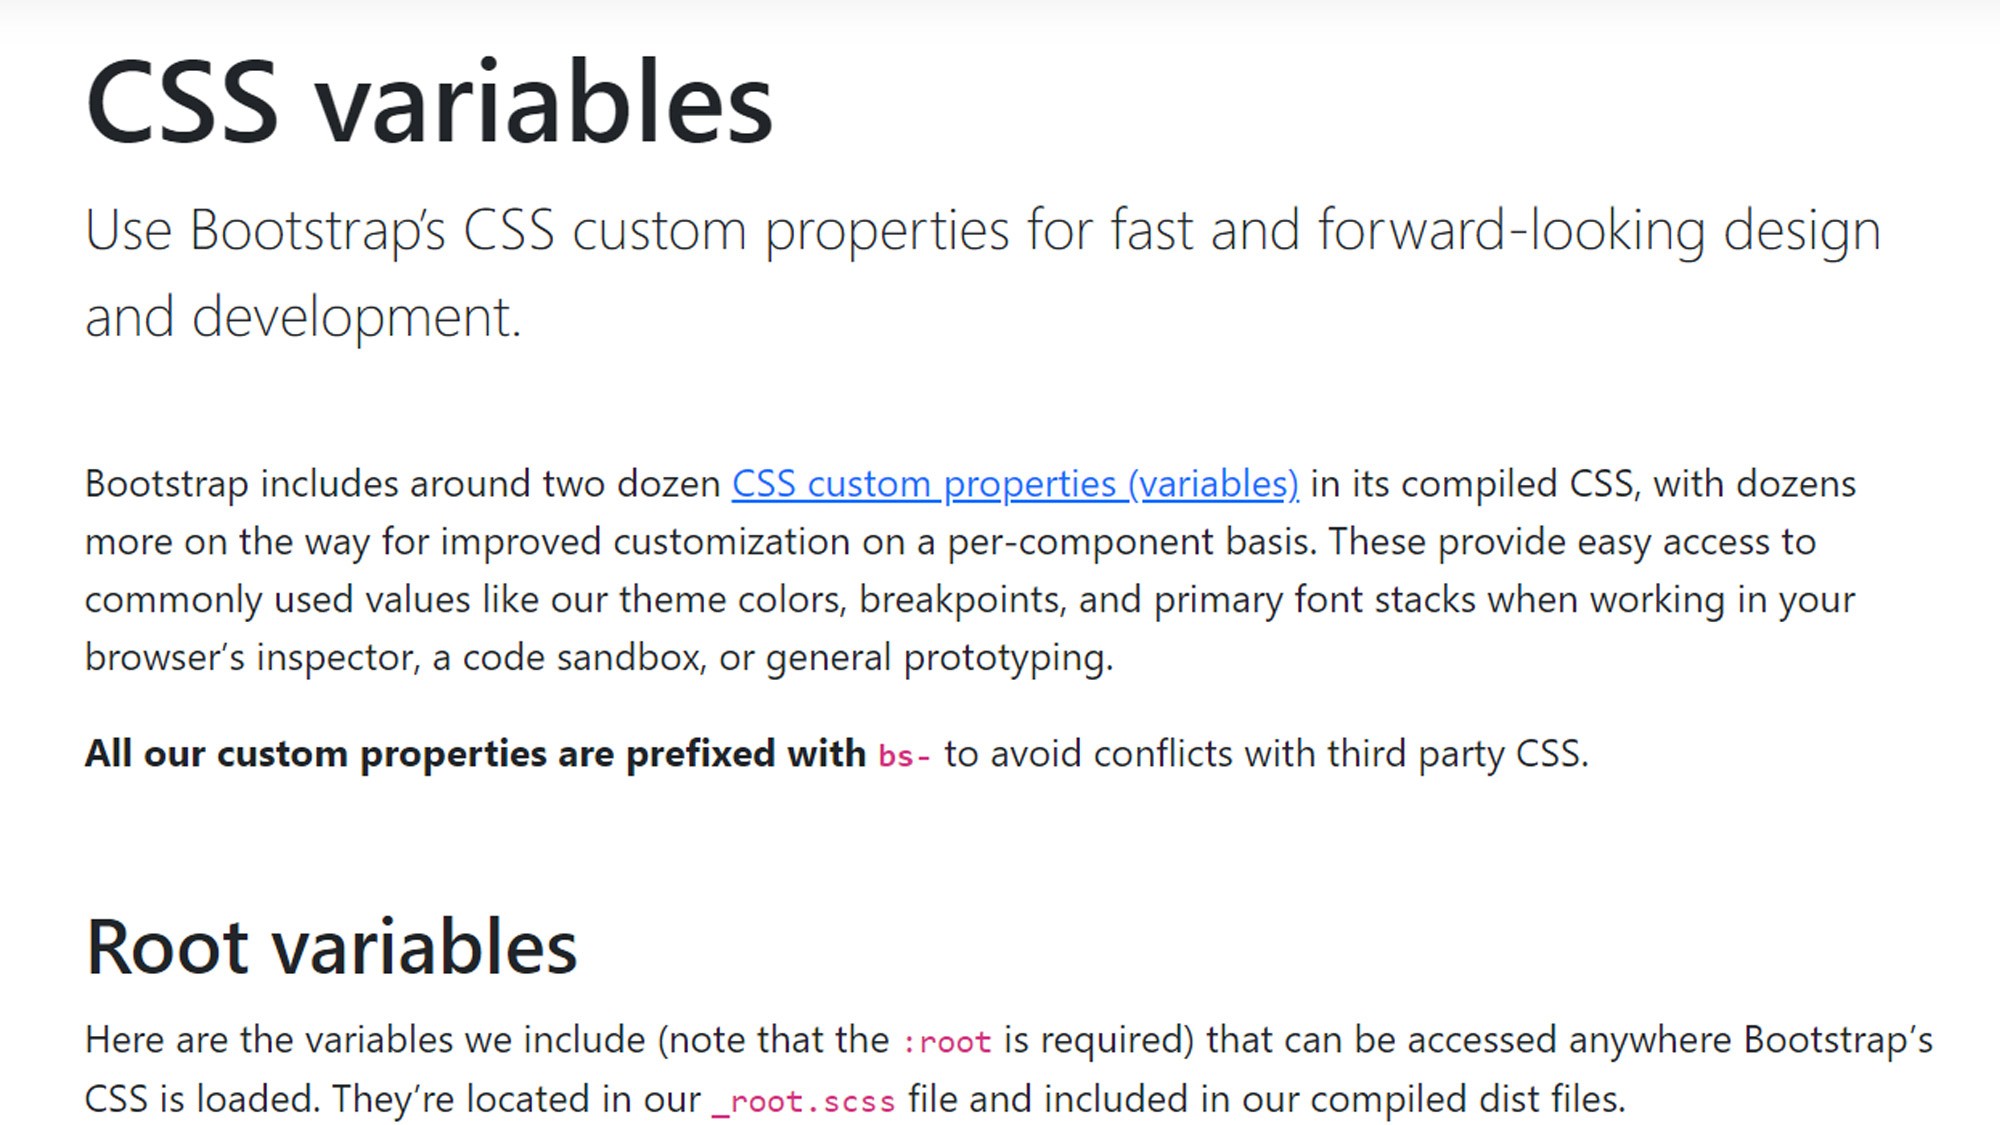 CSS variables
Use Bootstrap’s CSS custom properties for fast and forward-looking design
and development.
Bootstrap includes around two dozen CSS custom properties (variables) in its compiled CSS, with dozens
more on the way for improved customization on a per-component basis. These provide easy access to
commonly used values like our theme colors, breakpoints, and primary font stacks when working in your
browser’s inspector, a code sandbox, or general prototyping.
All our custom properties are prefixed with bs- to avoid conflicts with third party CSS.
Root variables
Here are the variables we include (note that the :root is required) that can be accessed anywhere Bootstrap’s
CSS is loaded. They’re located in our _root.scss file and included in our compiled dist files.